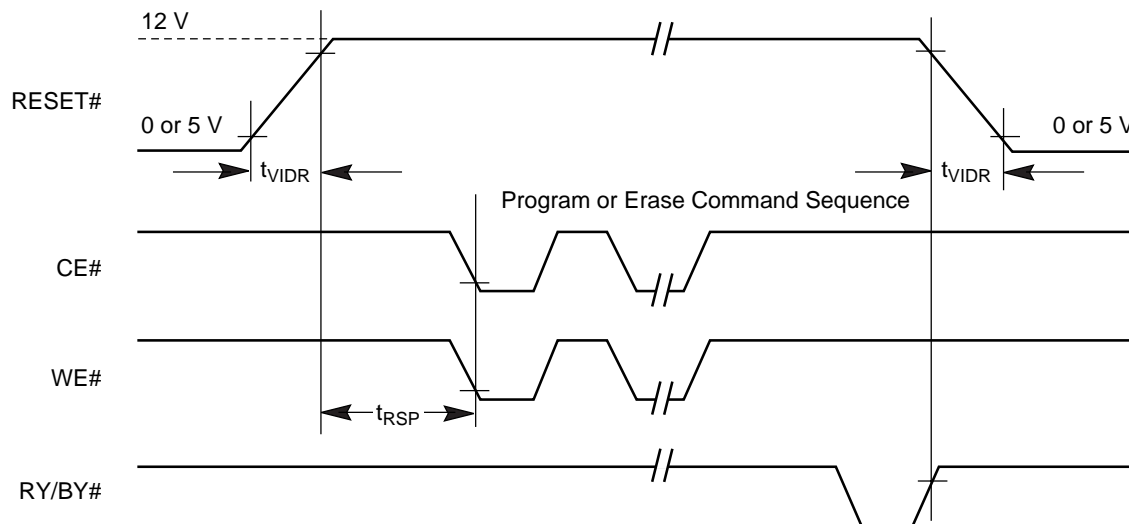 12 V
RESET#
0 or 5 V
0 or 5 V
tVIDR
tVIDR
Program or Erase Command Sequence
CE#
WE#
tRSP
RY/BY#